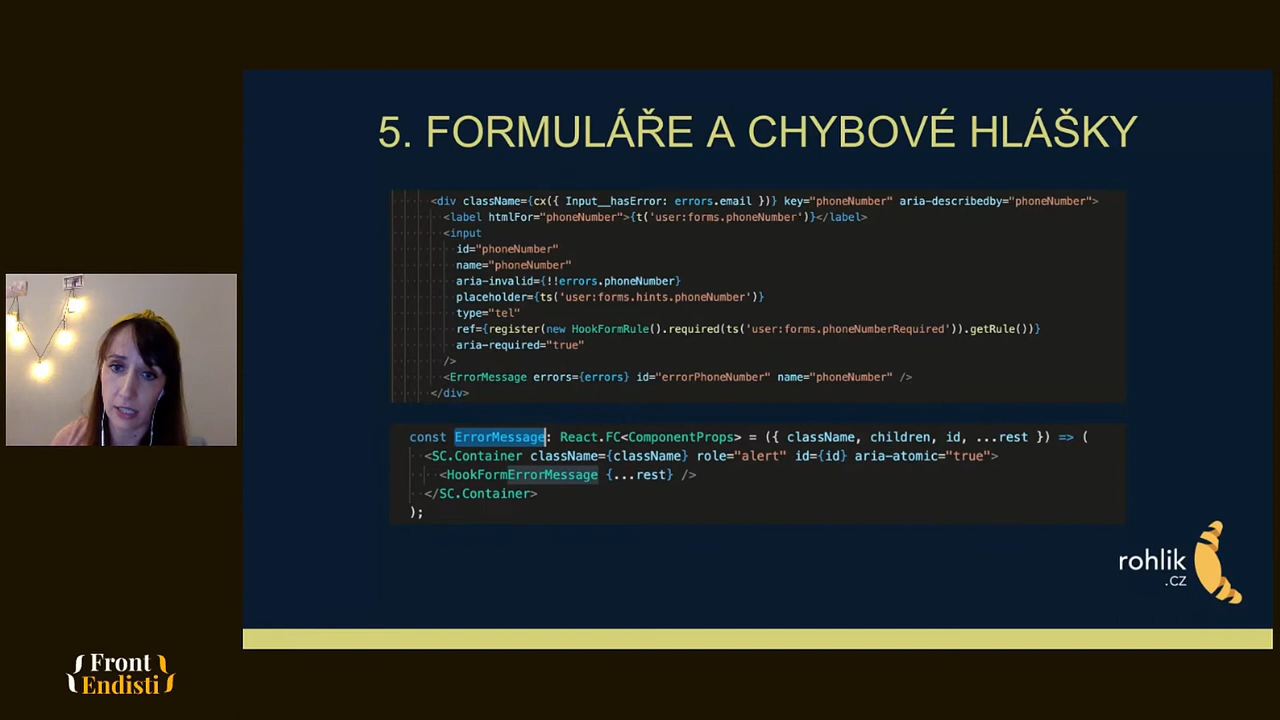 5. FORMULÁŘE A CHYBOVÉ HLÁŠKY
<div className={cx({ Input__hasError: errors.email })} key="phoneNumber" aria-describedby="phoneNumber">
<label htmlFor="phoneNumber">{t('user:forms.phoneNumber')}</label>
<input
id="phoneNumber"
name="phoneNumber"
aria-invalid={!!errors.phoneNumber}
placeholder={ts('user:forms.hints.phoneNumber')}
type="tel"
ref={register(new HookFormRule().required(ts('user:forms.phoneNumberRequired')).getRule())}
aria-required="true"
/>
<ErrorMessage errors={errors} id="errorPhoneNumber" name="phoneNumber" />
</div>
const ErrorMessage: React.FC<ComponentProps> = ({ className, children, id, ...rest }) => (
<SC.Container className={className} role="alert" id={id} aria-atomic="true">
<HookFormErrorMessage {...rest} />
</SC.Container>
);
rohlik
.cz
{Front
Endisti}